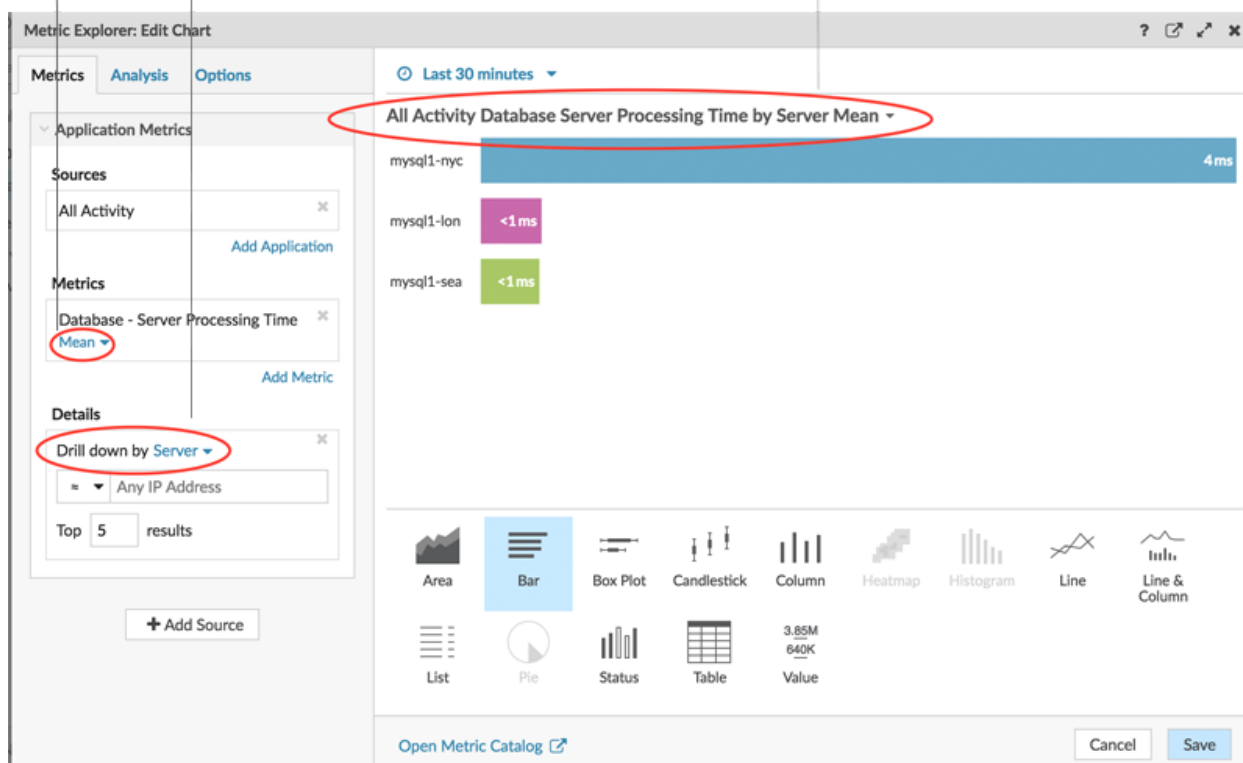 Metric Explorer: Edit Chart
?
Metrics Analysis Options
Application Metrics
Sources
All Activity
Add Application
Metrics
Database - Server Processing Time
Mean
Add Metric
Details
Drill down by Server
≈ Any IP Address
Top 5 results
+ Add Source
Last 30 minutes
All Activity Database Server Processing Time by Server Mean
mysql1-nyc 4 ms
mysql1-lon <1 ms
mysql1-sea <1 ms
Area Bar Box Plot Candlestick Column Heatmap Histogram Line Line &
Column
3.85M
640K
List Pie Status Table Value
Open Metric Catalog
Cancel Save